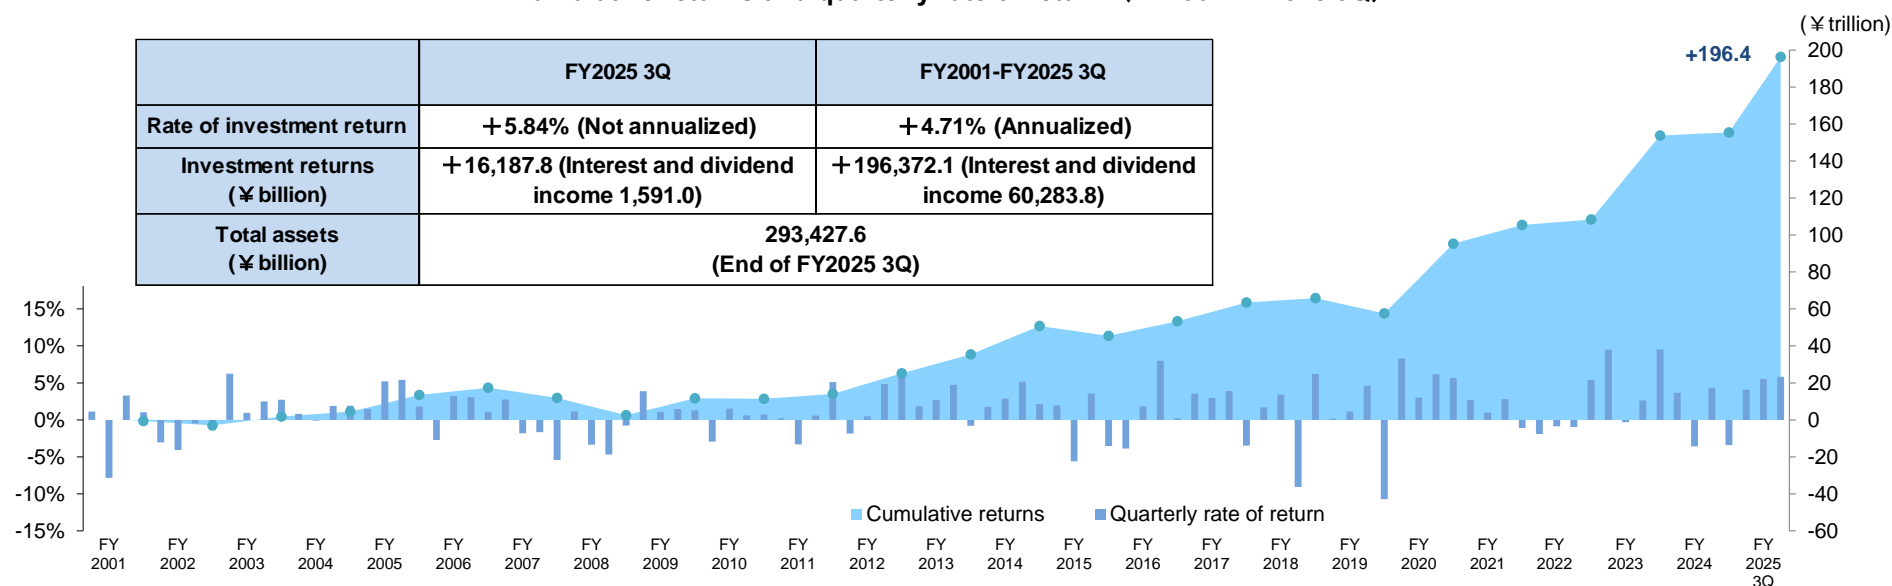 (¥trillion)
+196.4
FY2025 3Q
FY2001-FY2025 3Q
Rate of investment return
+5.84% (Not annualized)
+4.71% (Annualized)
Investment returns
(¥billion)
+16,187.8 (Interest and dividend
income 1,591.0)
+196,372.1 (Interest and dividend
income 60,283.8)
Total assets
(¥billion)
293,427.6
(End of FY2025 3Q)
15%
10%
5%
0%
-5%
-10%
-15%
200
180
160
140
120
100
80
60
40
20
0
-20
-40
-60
Cumulative returns
Quarterly rate of return
FY
2001
FY
2002
FY
2003
FY
2004
FY
2005
FY
2006
FY
2007
FY
2008
FY
2009
FY
2010
FY
2011
FY
2012
FY
2013
FY
2014
FY
2015
FY
2016
FY
2017
FY
2018
FY
2019
FY
2020
FY
2021
FY
2022
FY
2023
FY
2024
FY
2025
3Q